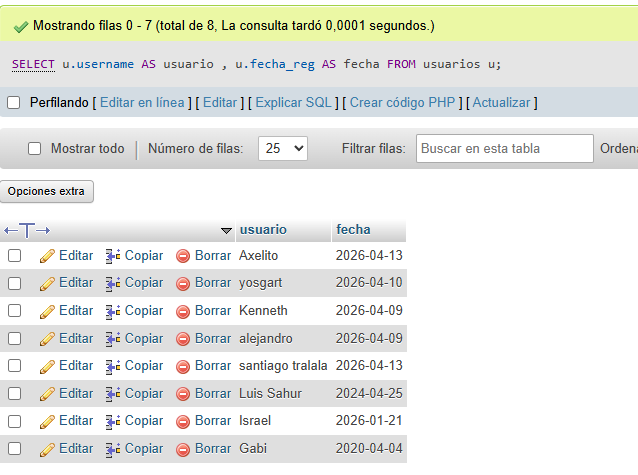 Mostrando filas 0 - 7 (total de 8, La consulta tardó 0,0001 segundos.)
SELECT u.username AS usuario , u.fecha_reg AS fecha FROM usuarios u;
Perfilando [ Editar en línea ] [ Editar ] [ Explicar SQL ] [ Crear código PHP ] [ Actualizar ]
Mostrar todo Número de filas: 25 Filtrar filas: Buscar en esta tabla Ordena
Opciones extra
←T→ usuario fecha
Editar Copiar Borrar Axelito 2026-04-13
Editar Copiar Borrar yosgart 2026-04-10
Editar Copiar Borrar Kenneth 2026-04-09
Editar Copiar Borrar alejandro 2026-04-09
Editar Copiar Borrar santiago tralala 2026-04-13
Editar Copiar Borrar Luis Sahur 2024-04-25
Editar Copiar Borrar Israel 2026-01-21
Editar Copiar Borrar Gabi 2020-04-04